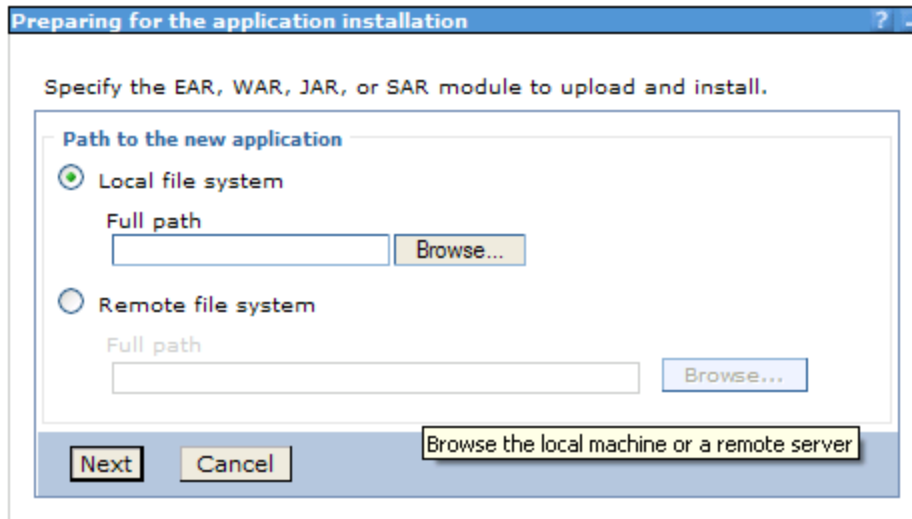 Preparing for the application installation ?
Specify the EAR, WAR, JAR, or SAR module to upload and install.
Path to the new application
Local file system
Full path
Browse...
Remote file system
Full path
Browse...
Browse the local machine or a remote server
Next Cancel